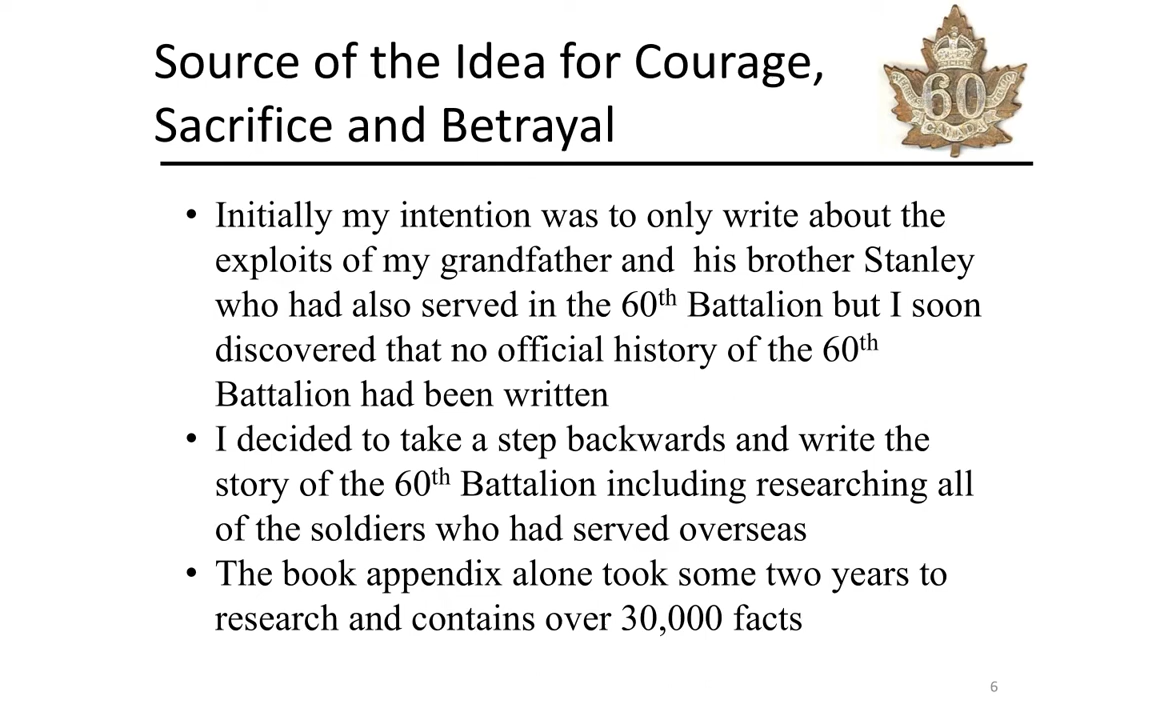 Source of the Idea for Courage,
Sacrifice and Betrayal
60
CANADA
• Initially my intention was to only write about the
exploits of my grandfather and  his brother Stanley
who had also served in the 60th Battalion but I soon
discovered that no official history of the 60th
Battalion had been written
• I decided to take a step backwards and write the
story of the 60th Battalion including researching all
of the soldiers who had served overseas
• The book appendix alone took some two years to
research and contains over 30,000 facts
6